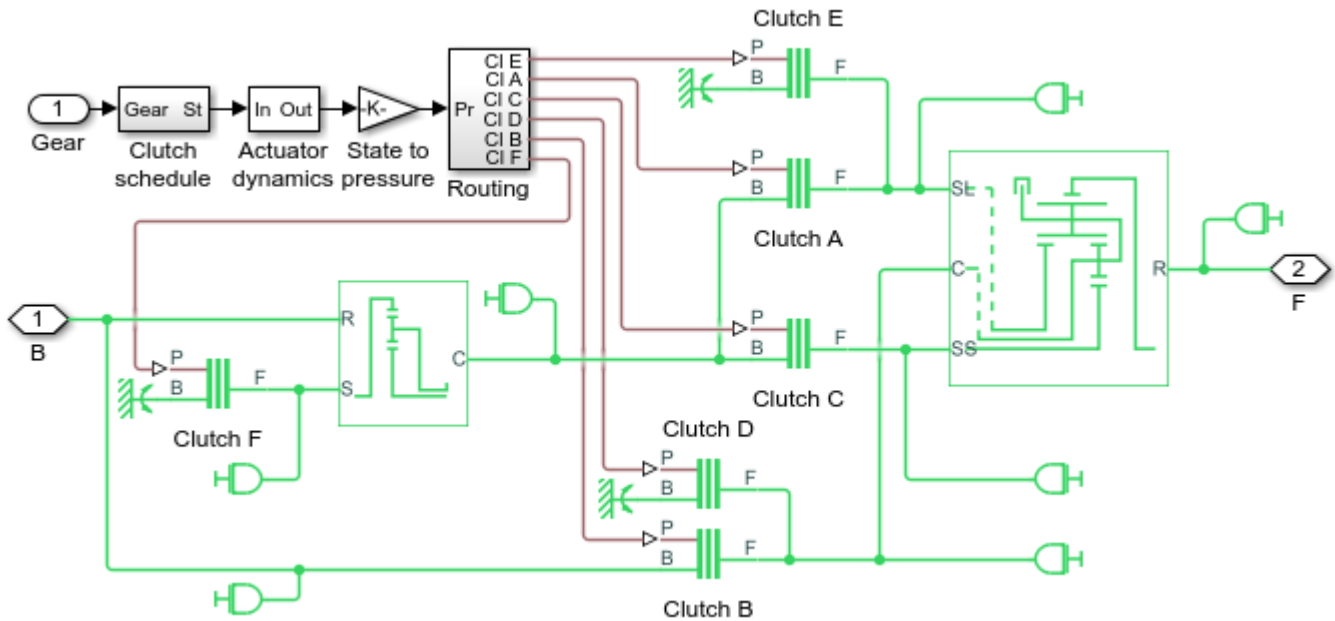 Clutch E
P
B
F
1
Gear
Gear St
Clutch
schedule
In Out
Actuator
dynamics
-K-
State to
pressure
Pr
Cl E
Cl A
Cl C
Cl D
Cl B
Cl F
Routing
P
B
F
Clutch A
SL
C
SS
R
2
F
1
B
R
S
C
P
B
F
Clutch F
P
B
F
Clutch C
Clutch D
P
B
F
P
B
F
Clutch B